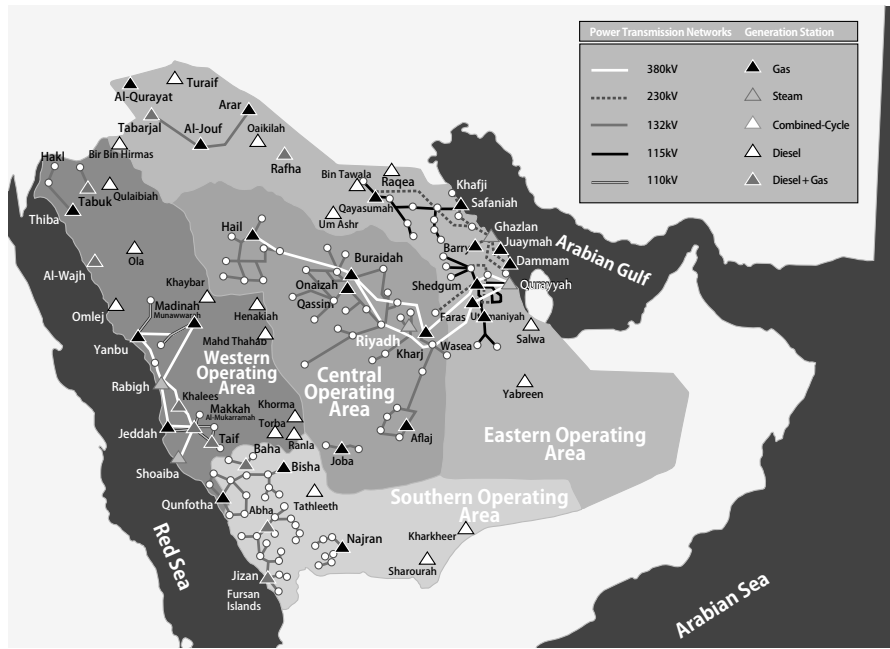 Power Transmission Networks
Generation Station
380kV
Gas
230kV
Steam
132kV
Combined-Cycle
115kV
Diesel
110kV
Diesel + Gas
Turaif
Al-Qurayat
Arar
Tabarjal
Al-Jouf
Oaikilah
Rafha
Hakl
Bir Bin Hirmas
Tabuk
Qulaibiah
Thiba
Bin Tawala
Raqea
Qayasumah
Um Ashr
Khafji
Safaniah
Ghazlan
Juaymah
Barry
Dammam
Arabian Gulf
Shedgum
Qurayyah
Hail
Buraidah
Onaizah
Qassim
Al-Wajh
Ola
Khaybar
Omlej
Madinah
Munawwarah
Henakiah
Yanbu
Mahd Thahab
Riyadh
Faras
Uthmaniyah
Kharj
Wasea
Salwa
Western
Operating
Area
Central
Operating
Area
Yabreen
Rabigh
Khalees
Makkah
Al-Mukarramah
Khorma
Torba
Ranla
Jeddah
Taif
Baha
Aflaj
Eastern Operating
Area
Shoaiba
Bisha
Joba
Qunfotha
Abha
Tathleeth
Southern Operating
Area
Kharkheer
Najran
Sharourah
Red Sea
Jizan
Fursan
Islands
Arabian Sea